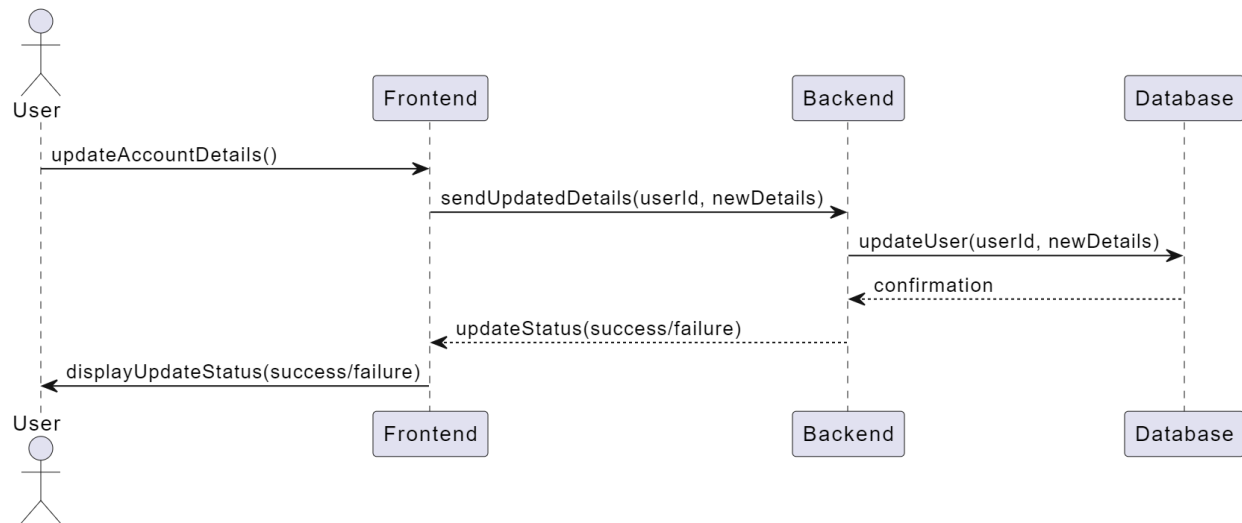 User
Frontend
Backend
Database
updateAccountDetails()
sendUpdatedDetails(userId, newDetails)
updateUser(userId, newDetails)
confirmation
updateStatus(success/failure)
displayUpdateStatus(success/failure)
User
Frontend
Backend
Database